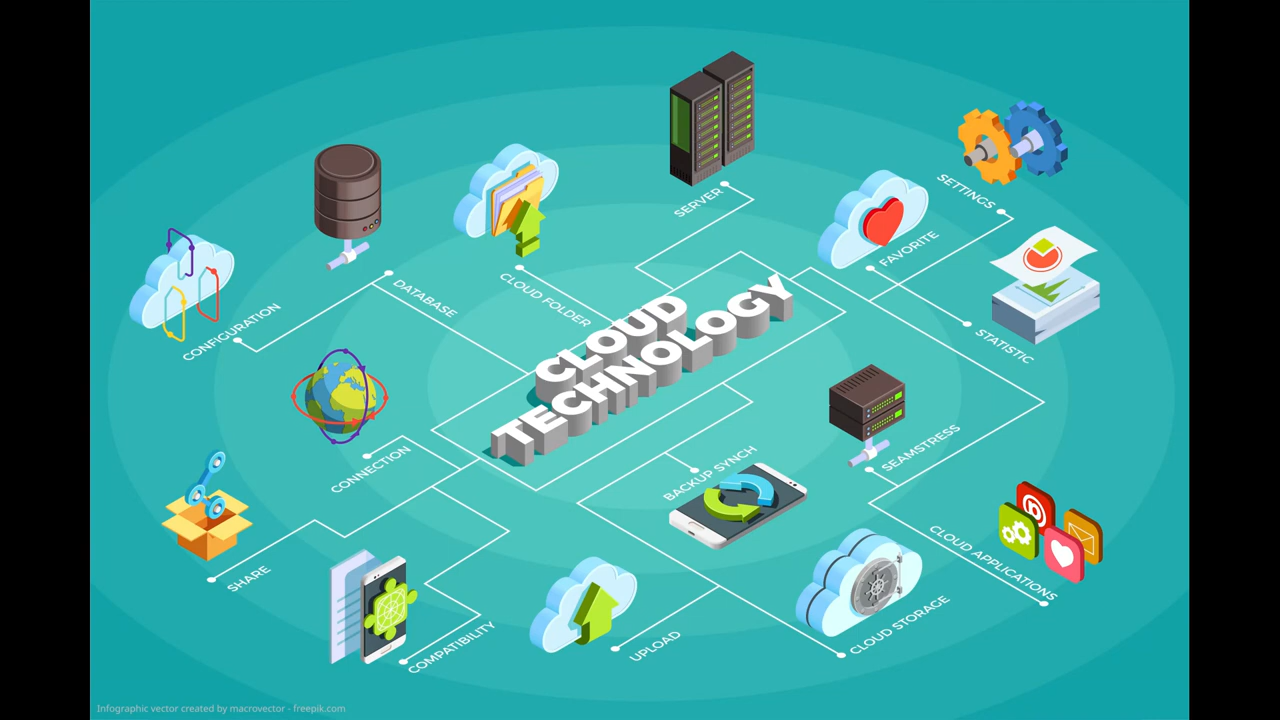 SERVER
SETTINGS
FAVORITE
CLOUD FOLDER
DATABASE
CONFIGURATION
STATISTIC
CLOUD
TECHNOLOGY
CONNECTION
BACKUP SYNCH
SEAMSTRESS
SHARE
CLOUD APPLICATIONS
COMPATIBILITY
UPLOAD
CLOUD STORAGE
Infographic vector created by macrovector - freepik.com